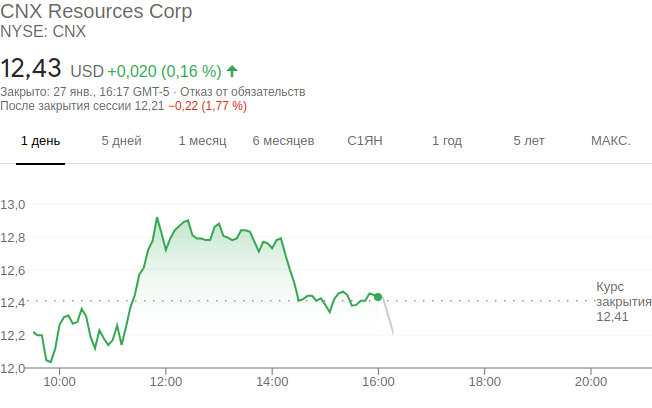 CNX Resources Corp
NYSE: CNX
12,43 USD +0,020 (0,16 %)
Закрыто: 27 янв., 16:17 GMT-5 · Отказ от обязательств
После закрытия сессии 12,21 −0,22 (1,77 %)
1 день 5 дней 1 месяц 6 месяцев С1ЯН 1 год 5 лет МАКС.
13,0
12,8
12,6
12,4
12,2
12,0
Курс
закрытия
12,41
10:00 12:00 14:00 16:00 18:00 20:00